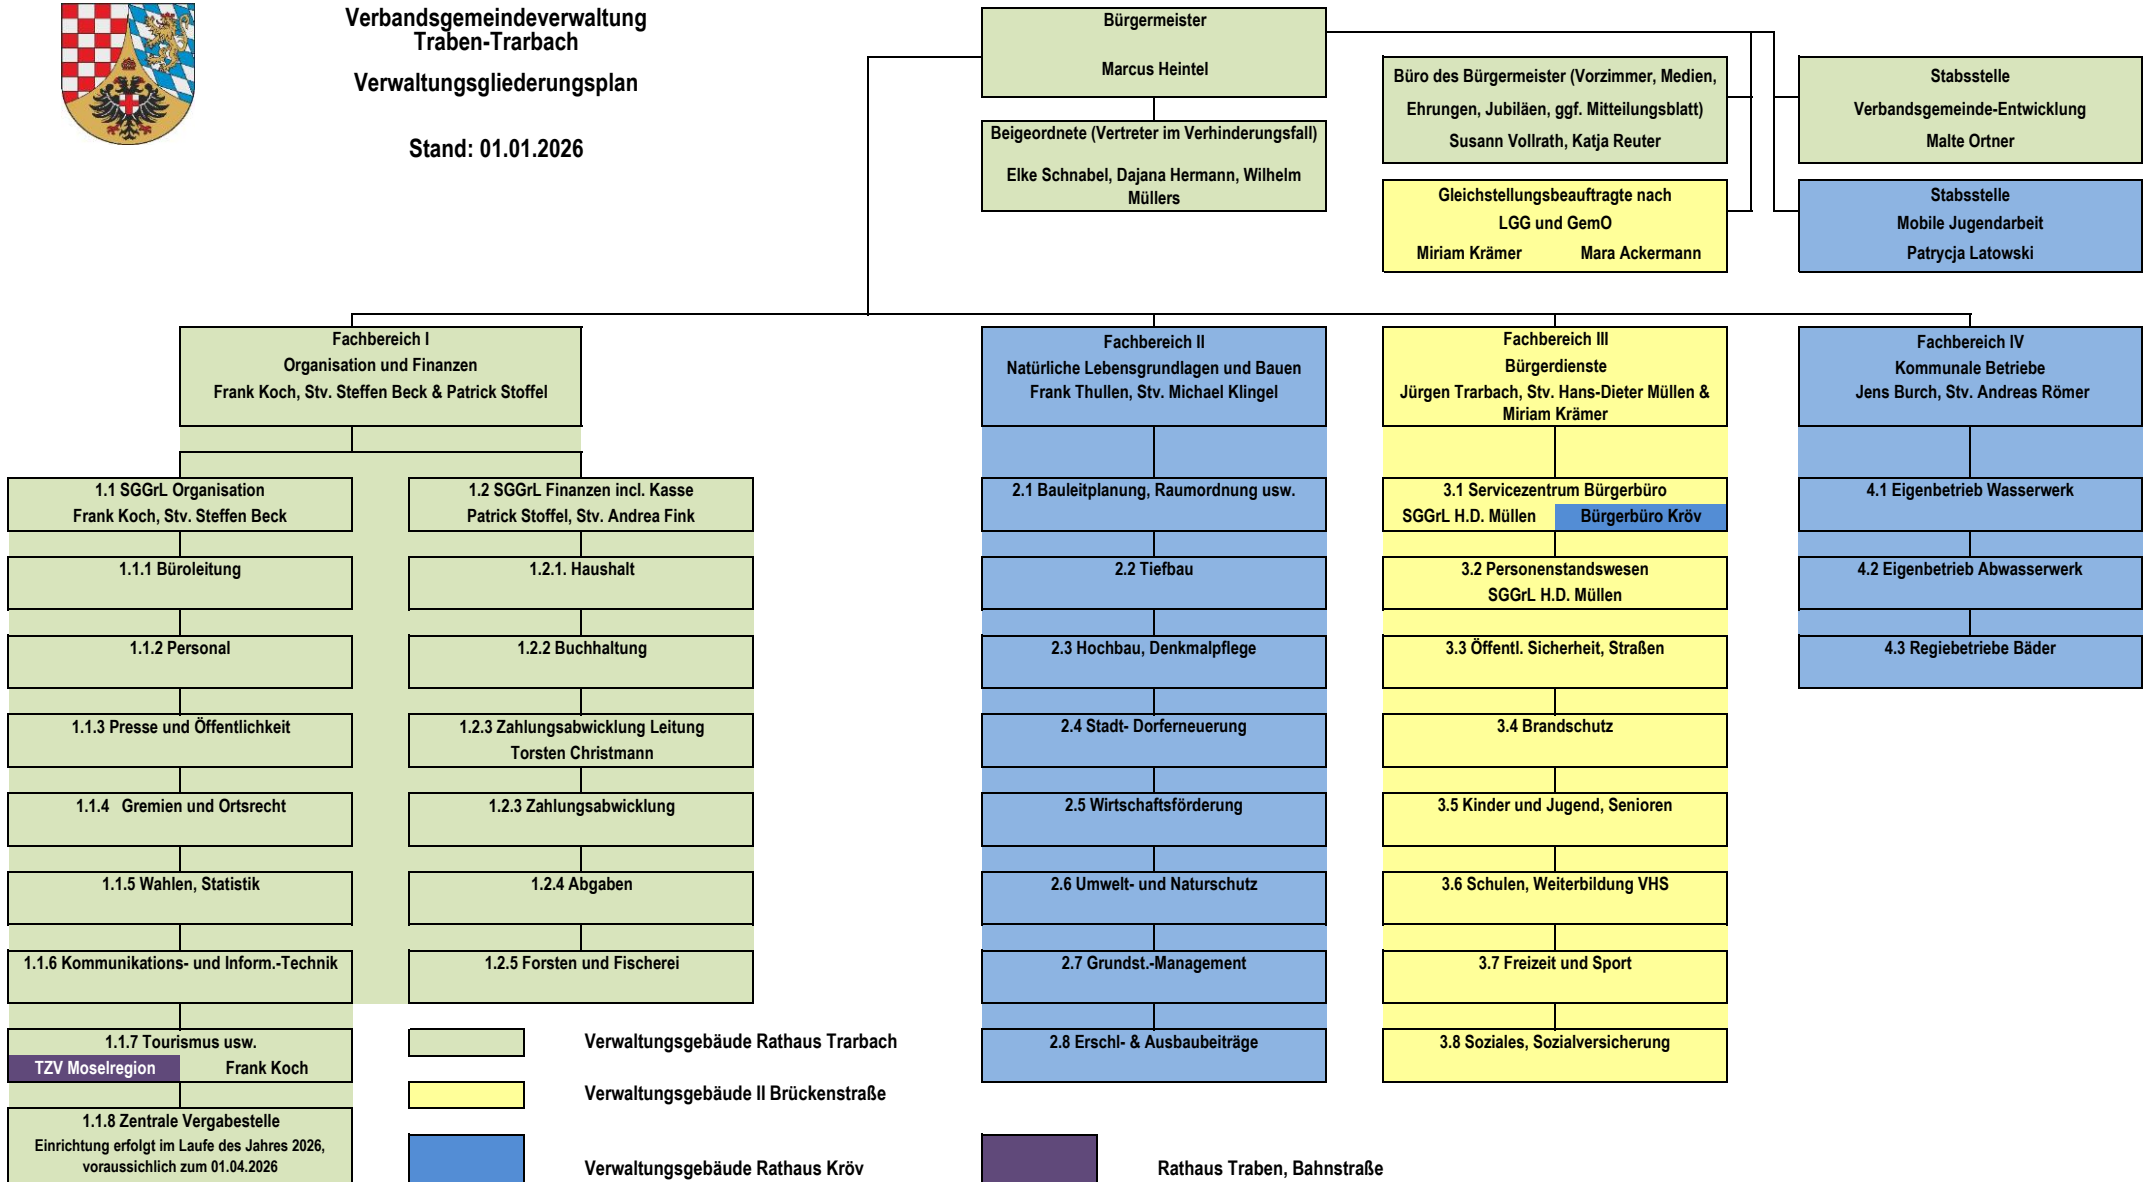 Verbandsgemeindeverwaltung
Traben-Trarbach
Verwaltungsgliederungsplan
Stand: 01.01.2026
Bürgermeister
Marcus Heintel
Beigeordnete (Vertreter im Verhinderungsfall)
Elke Schnabel, Dajana Hermann, Wilhelm
Müllers
Büro des Bürgermeister (Vorzimmer, Medien,
Ehrungen, Jubiläen, ggf. Mitteilungsblatt)
Susann Vollrath, Katja Reuter
Stabsstelle
Verbandsgemeinde-Entwicklung
Malte Ortner
Gleichstellungsbeauftragte nach
LGG und GemO
Miriam Krämer Mara Ackermann
Stabsstelle
Mobile Jugendarbeit
Patrycja Latowski
Fachbereich I
Organisation und Finanzen
Frank Koch, Stv. Steffen Beck & Patrick Stoffel
1.1 SGGrL Organisation
Frank Koch, Stv. Steffen Beck
1.1.1 Büroleitung
1.1.2 Personal
1.1.3 Presse und Öffentlichkeit
1.1.4 Gremien und Ortsrecht
1.1.5 Wahlen, Statistik
1.1.6 Kommunikations- und Inform.-Technik
1.1.7 Tourismus usw.
TZV Moselregion Frank Koch
1.1.8 Zentrale Vergabestelle
Einrichtung erfolgt im Laufe des Jahres 2026,
voraussichlich zum 01.04.2026
1.2 SGGrL Finanzen incl. Kasse
Patrick Stoffel, Stv. Andrea Fink
1.2.1. Haushalt
1.2.2 Buchhaltung
1.2.3 Zahlungsabwicklung Leitung
Torsten Christmann
1.2.3 Zahlungsabwicklung
1.2.4 Abgaben
1.2.5 Forsten und Fischerei
Fachbereich II
Natürliche Lebensgrundlagen und Bauen
Frank Thullen, Stv. Michael Klingel
2.1 Bauleitplanung, Raumordnung usw.
2.2 Tiefbau
2.3 Hochbau, Denkmalpflege
2.4 Stadt- Dorferneuerung
2.5 Wirtschaftsförderung
2.6 Umwelt- und Naturschutz
2.7 Grundst.-Management
2.8 Erschl- & Ausbaubeiträge
Fachbereich III
Bürgerdienste
Jürgen Trarbach, Stv. Hans-Dieter Müllen &
Miriam Krämer
3.1 Servicezentrum Bürgerbüro
SGGrL H.D. Müllen Bürgerbüro Kröv
3.2 Personenstandswesen
SGGrL H.D. Müllen
3.3 Öffentl. Sicherheit, Straßen
3.4 Brandschutz
3.5 Kinder und Jugend, Senioren
3.6 Schulen, Weiterbildung VHS
3.7 Freizeit und Sport
3.8 Soziales, Sozialversicherung
Fachbereich IV
Kommunale Betriebe
Jens Burch, Stv. Andreas Römer
4.1 Eigenbetrieb Wasserwerk
4.2 Eigenbetrieb Abwasserwerk
4.3 Regiebetriebe Bäder
Verwaltungsgebäude Rathaus Trarbach
Verwaltungsgebäude II Brückenstraße
Verwaltungsgebäude Rathaus Kröv
Rathaus Traben, Bahnstraße